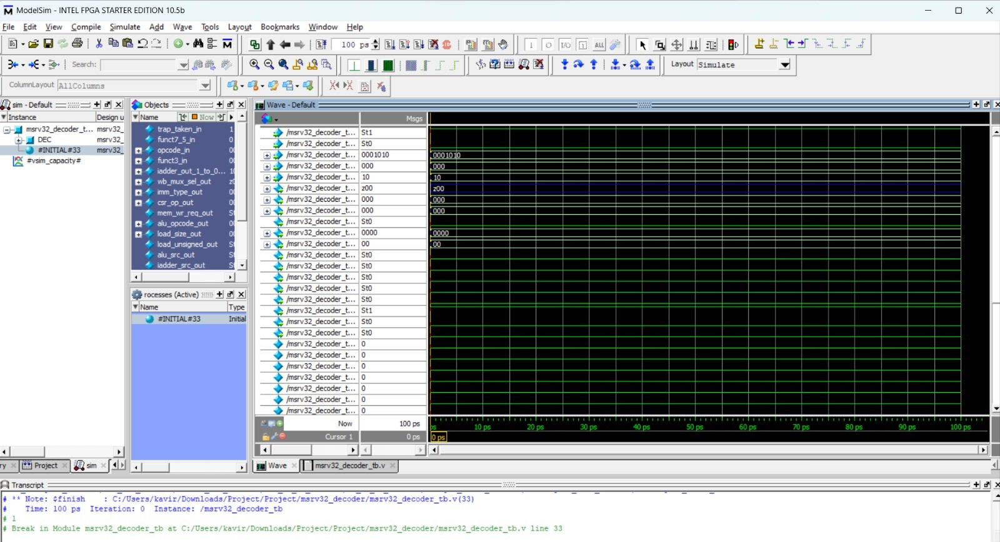 ModelSim - INTEL FPGA STARTER EDITION 10.5b
File Edit View Compile Simulate Add Wave Tools Layout Bookmarks Window Help
100 ps
Search:
Layout Simulate
ColumnLayout AllColumns
sim - Default
Instance Design u
msrv32_decoder_t... msrv32_
DEC msrv32_
#INITIAL#33 msrv32_
#vsim_capacity#
ry Project sim
Objects
Name Now
trap_taken_in 1
funct7_5_in 0
opcode_in 00
funct3_in 00
iadder_out_1_to_0... 10
wb_mux_sel_out z0
imm_type_out 00
csr_op_out 00
mem_wr_req_out St
alu_opcode_out 00
load_size_out 00
load_unsigned_out St
alu_src_out St
iadder_src_out St
rocesses (Active)
Name Type
#INITIAL#33 Initial
Wave - Default
Msgs
/msrv32_decoder_t... St1
/msrv32_decoder_t... St0
/msrv32_decoder_t... 0001010 0001010
/msrv32_decoder_t... 000 000
/msrv32_decoder_t... 10 10
/msrv32_decoder_t... z00 z00
/msrv32_decoder_t... 000 000
/msrv32_decoder_t... 000 000
/msrv32_decoder_t... St0
/msrv32_decoder_t... 0000 0000
/msrv32_decoder_t... 00 00
/msrv32_decoder_t... St0
/msrv32_decoder_t... St0
/msrv32_decoder_t... St0
/msrv32_decoder_t... St0
/msrv32_decoder_t... St0
/msrv32_decoder_t... St1
/msrv32_decoder_t... St0
/msrv32_decoder_t... St0
/msrv32_decoder_t... 0
/msrv32_decoder_t... 0
/msrv32_decoder_t... 0
/msrv32_decoder_t... 0
/msrv32_decoder_t... 0
/msrv32_decoder_t... 0
/msrv32_decoder_t... 0
Now 100 ps ps 10 ps 20 ps 30 ps 40 ps 50 ps 60 ps 70 ps 80 ps 90 ps 100 ps
Cursor 1 0 ps 0 ps
Wave msrv32_decoder_tb.v
Transcript
# ** Note: $finish : C:/Users/kavir/Downloads/Project/Project/msrv32_decoder/msrv32_decoder_tb.v(33)
# Time: 100 ps Iteration: 0 Instance: /msrv32_decoder_tb
# 1
# Break in Module msrv32_decoder_tb at C:/Users/kavir/Downloads/Project/Project/msrv32_decoder/msrv32_decoder_tb.v line 33